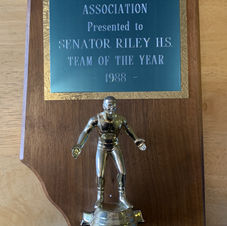 ASSOCIATION
Presented to
SENATOR RILEY H.S.
TEAM OF THE YEAR
1988 -